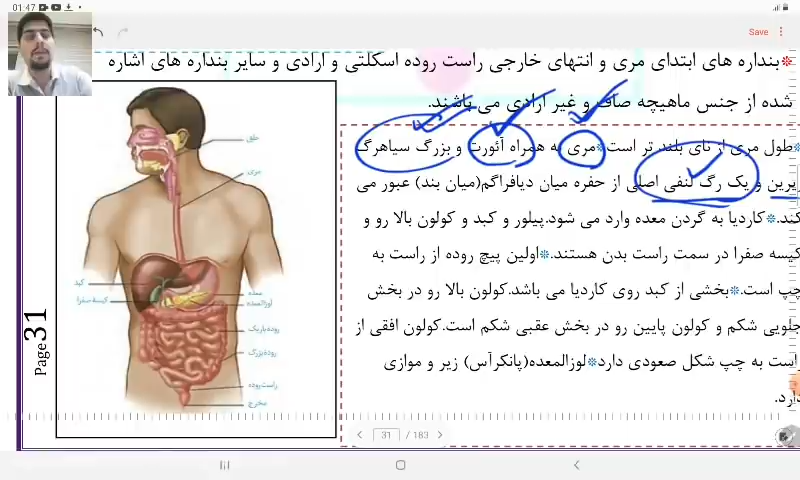 01:47
Save
*بنداره های ابتدای مری و انتهای خارجی راست روده اسکلتی و ارادی و سایر بنداره های اشاره
شده از جنس ماهیچه صاف و غیر ارادی می باشند.
*طول مری از نای بلند تر است*مری به همراه آئورت و بزرگ سیاهرگ
زیرین و یک رگ لنفی اصلی از حفره میان دیافراگم(میان بند) عبور می
کند.*کاردیا به گردن معده وارد می شود.پیلور و کبد و کولون بالا رو و
کیسه صفرا در سمت راست بدن هستند.*اولین پیچ روده از راست به
چپ است.*بخشی از کبد روی کاردیا می باشد.کولون بالا رو در بخش
جلویی شکم و کولون پایین رو در بخش عقبی شکم است.کولون افقی از
راست به چپ شکل صعودی دارد*لوزالمعده(پانکرآس) زیر و موازی
دارد.
حلق
مری
کبد
کیسهٔ صفرا
معده
لوزالمعده
رودهٔ باریک
رودهٔ بزرگ
راست روده
مخرج
Page 31
31 / 183